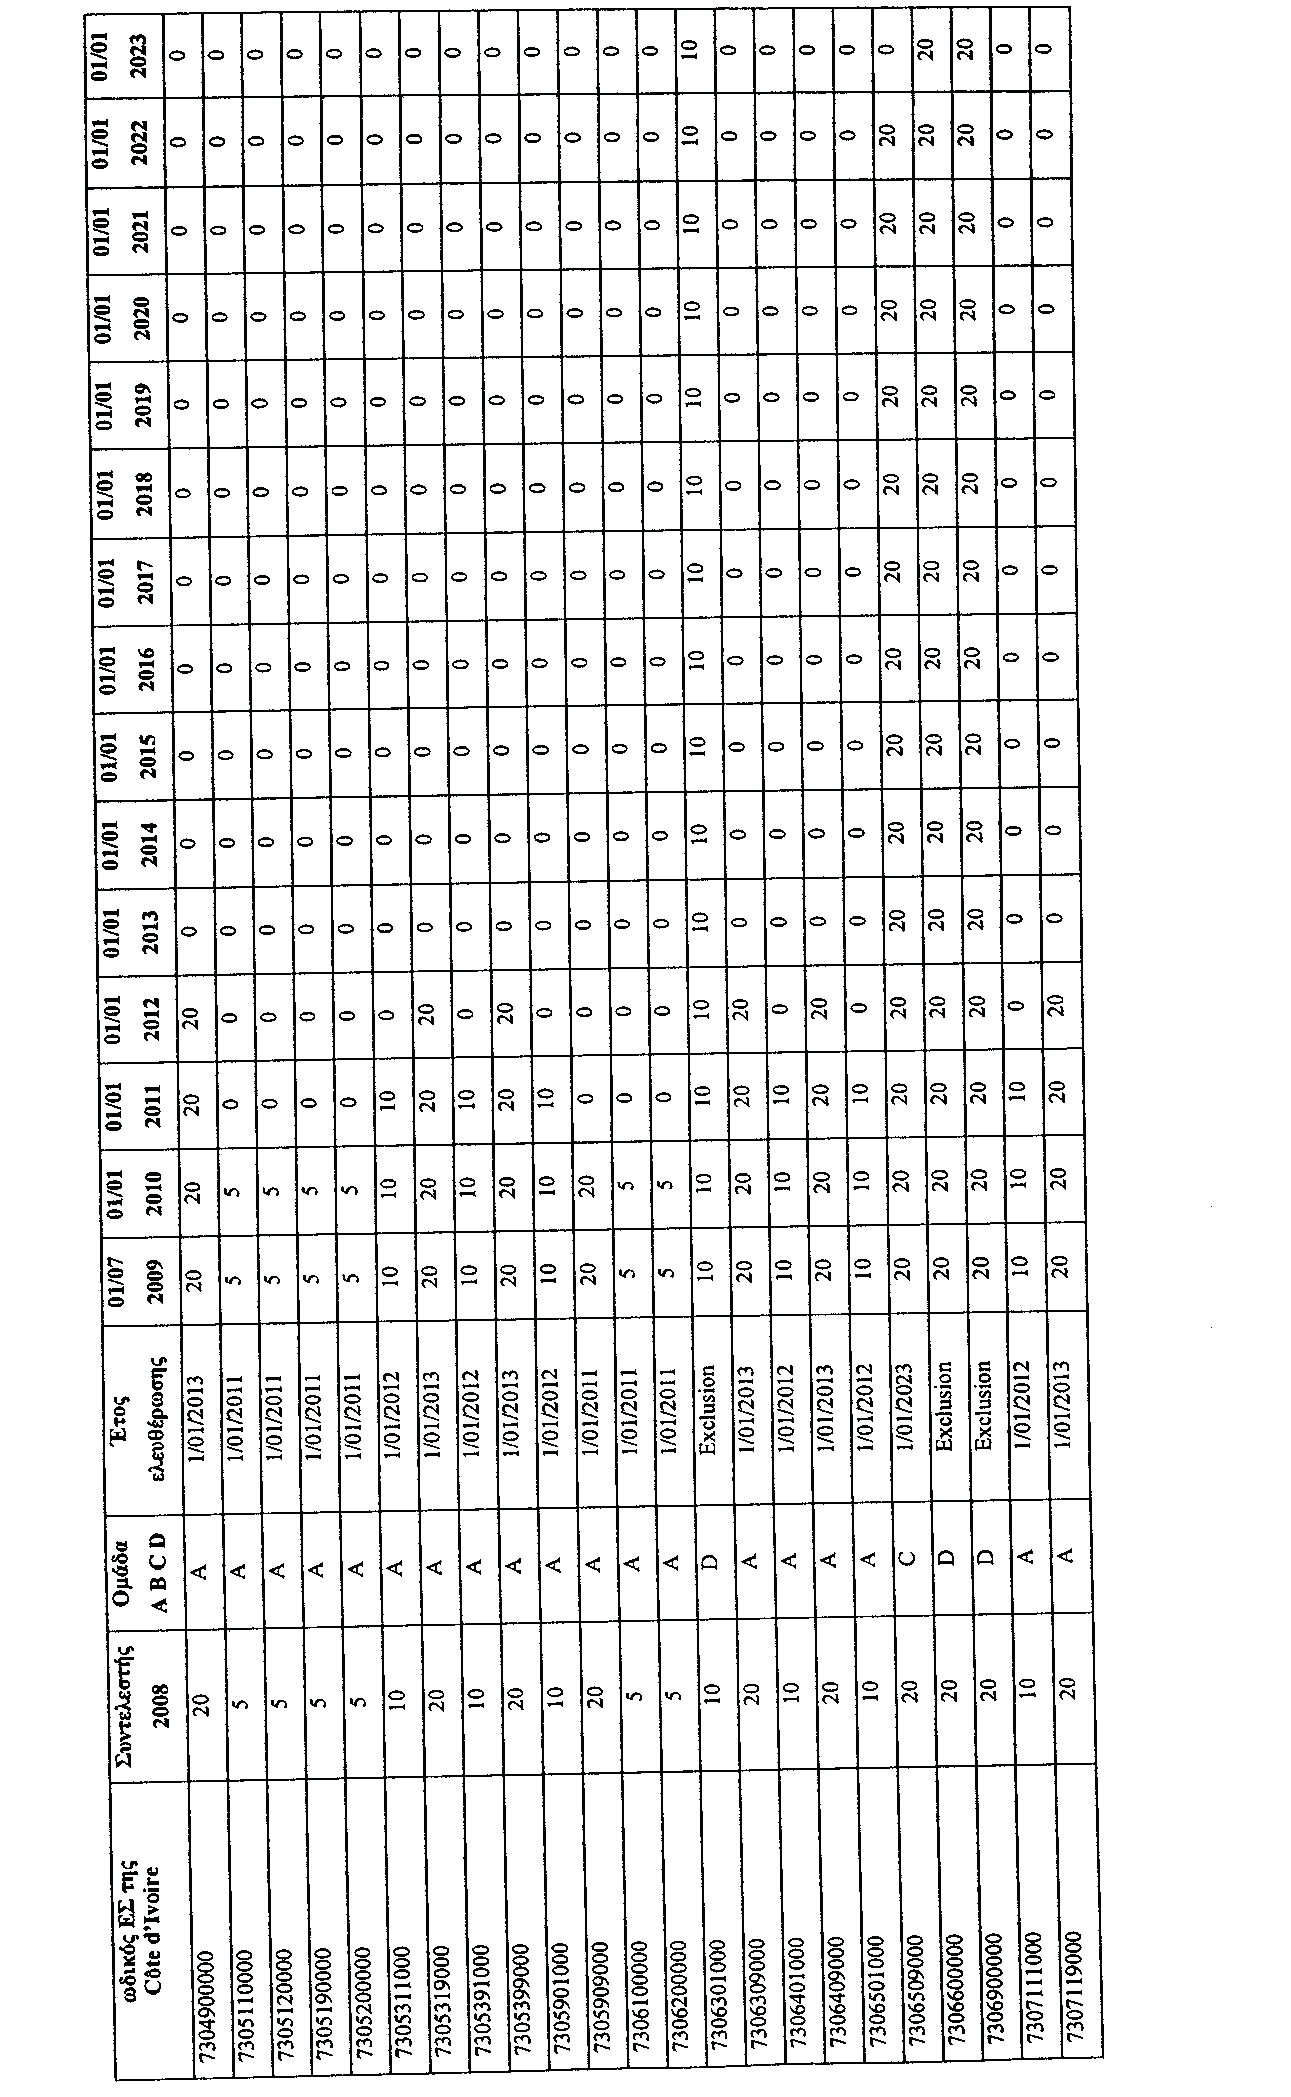 ωδικός ΕΣ της Côte d'Ivoire | Συντελεστής 2008 | Ομάδα A B C D | Έτος ελευθέρωσης | 01/07 2009 | 01/01 2010 | 01/01 2011 | 01/01 2012 | 01/01 2013 | 01/01 2014 | 01/01 2015 | 01/01 2016 | 01/01 2017 | 01/01 2018 | 01/01 2019 | 01/01 2020 | 01/01 2021 | 01/01 2022 | 01/01 2023
7304900000 20 A 1/01/2013 20 20 20 20 0 0 0 0 0 0 0 0 0 0 0
7305110000 5 A 1/01/2011 5 5 0 0 0 0 0 0 0 0 0 0 0 0 0
7305120000 5 A 1/01/2011 5 5 0 0 0 0 0 0 0 0 0 0 0 0 0
7305190000 5 A 1/01/2011 5 5 0 0 0 0 0 0 0 0 0 0 0 0 0
7305200000 5 A 1/01/2011 5 5 0 0 0 0 0 0 0 0 0 0 0 0 0
7305311000 10 A 1/01/2012 10 10 10 0 0 0 0 0 0 0 0 0 0 0 0
7305319000 20 A 1/01/2013 20 20 20 20 0 0 0 0 0 0 0 0 0 0 0
7305391000 10 A 1/01/2012 10 10 10 0 0 0 0 0 0 0 0 0 0 0 0
7305399000 20 A 1/01/2013 20 20 20 20 0 0 0 0 0 0 0 0 0 0 0
7305901000 10 A 1/01/2012 10 10 10 0 0 0 0 0 0 0 0 0 0 0 0
7305909000 20 A 1/01/2011 20 20 0 0 0 0 0 0 0 0 0 0 0 0 0
7306100000 5 A 1/01/2011 5 5 0 0 0 0 0 0 0 0 0 0 0 0 0
7306200000 5 A 1/01/2011 5 5 0 0 0 0 0 0 0 0 0 0 0 0 0
7306301000 10 D Exclusion 10 10 10 10 10 10 10 10 10 10 10 10 10 10 10
7306309000 20 A 1/01/2013 20 20 20 20 0 0 0 0 0 0 0 0 0 0 0
7306401000 10 A 1/01/2012 10 10 10 0 0 0 0 0 0 0 0 0 0 0 0
7306409000 20 A 1/01/2013 20 20 20 20 0 0 0 0 0 0 0 0 0 0 0
7306501000 10 A 1/01/2012 10 10 10 0 0 0 0 0 0 0 0 0 0 0 0
7306509000 20 C 1/01/2023 20 20 20 20 20 20 20 20 20 20 20 20 20 20 0
7306600000 20 D Exclusion 20 20 20 20 20 20 20 20 20 20 20 20 20 20 20
7306900000 20 D Exclusion 20 20 20 20 20 20 20 20 20 20 20 20 20 20 20
7307111000 10 A 1/01/2012 10 10 10 0 0 0 0 0 0 0 0 0 0 0 0
7307119000 20 A 1/01/2013 20 20 20 20 0 0 0 0 0 0 0 0 0 0 0